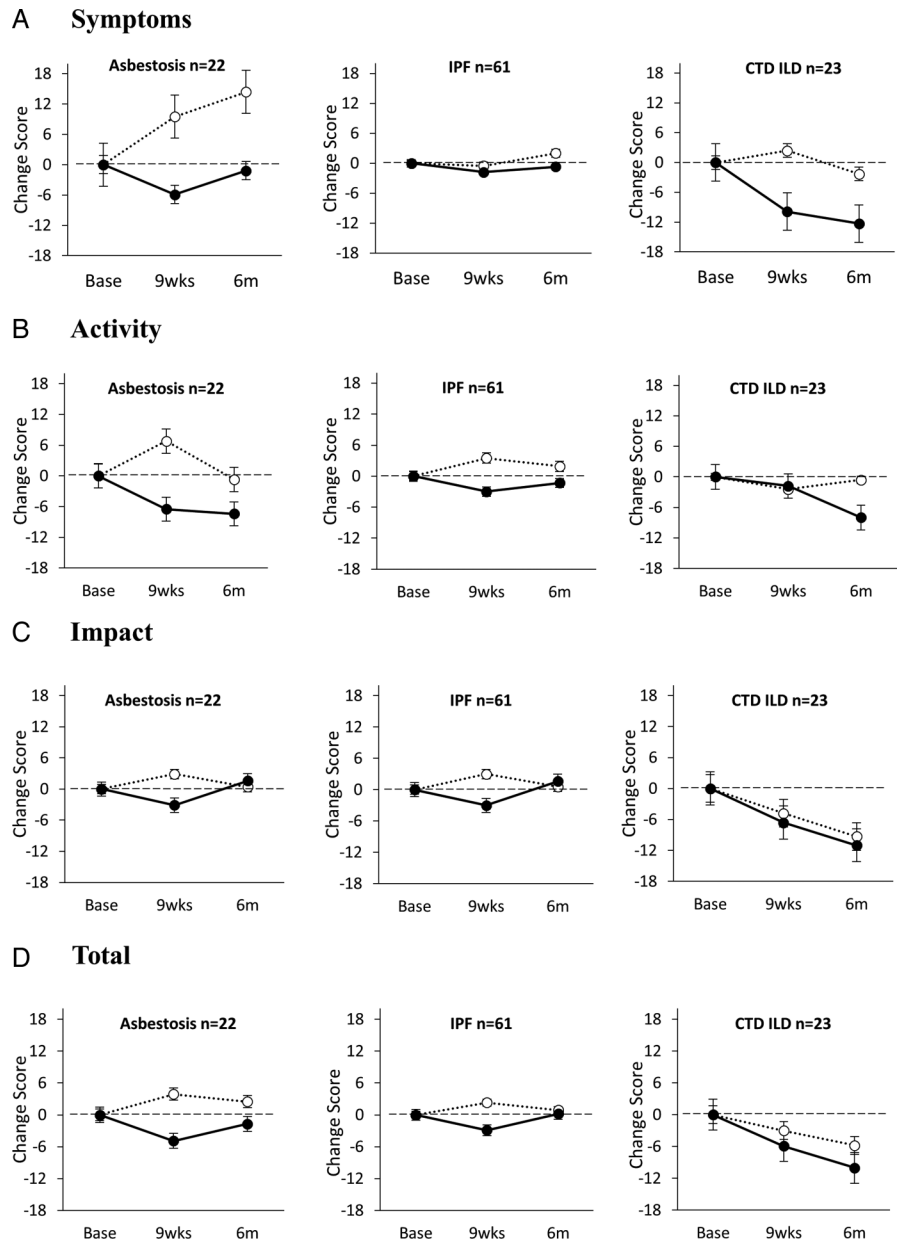 A Symptoms
Asbestosis n=22
Change Score
18
12
6
0
-6
-12
-18
Base 9wks 6m
IPF n=61
Change Score
18
12
6
0
-6
-12
-18
Base 9wks 6m
CTD ILD n=23
Change Score
18
12
6
0
-6
-12
-18
Base 9wks 6m
B Activity
Asbestosis n=22
Change Score
18
12
6
0
-6
-12
-18
Base 9wks 6m
IPF n=61
Change Score
18
12
6
0
-6
-12
-18
Base 9wks 6m
CTD ILD n=23
Change Score
18
12
6
0
-6
-12
-18
Base 9wks 6m
C Impact
Asbestosis n=22
Change Score
18
12
6
0
-6
-12
-18
Base 9wks 6m
IPF n=61
Change Score
18
12
6
0
-6
-12
-18
Base 9wks 6m
CTD ILD n=23
Change Score
18
12
6
0
-6
-12
-18
Base 9wks 6m
D Total
Asbestosis n=22
Change Score
18
12
6
0
-6
-12
-18
Base 9wks 6m
IPF n=61
Change Score
18
12
6
0
-6
-12
-18
Base 9wks 6m
CTD ILD n=23
Change Score
18
12
6
0
-6
-12
-18
Base 9wks 6m